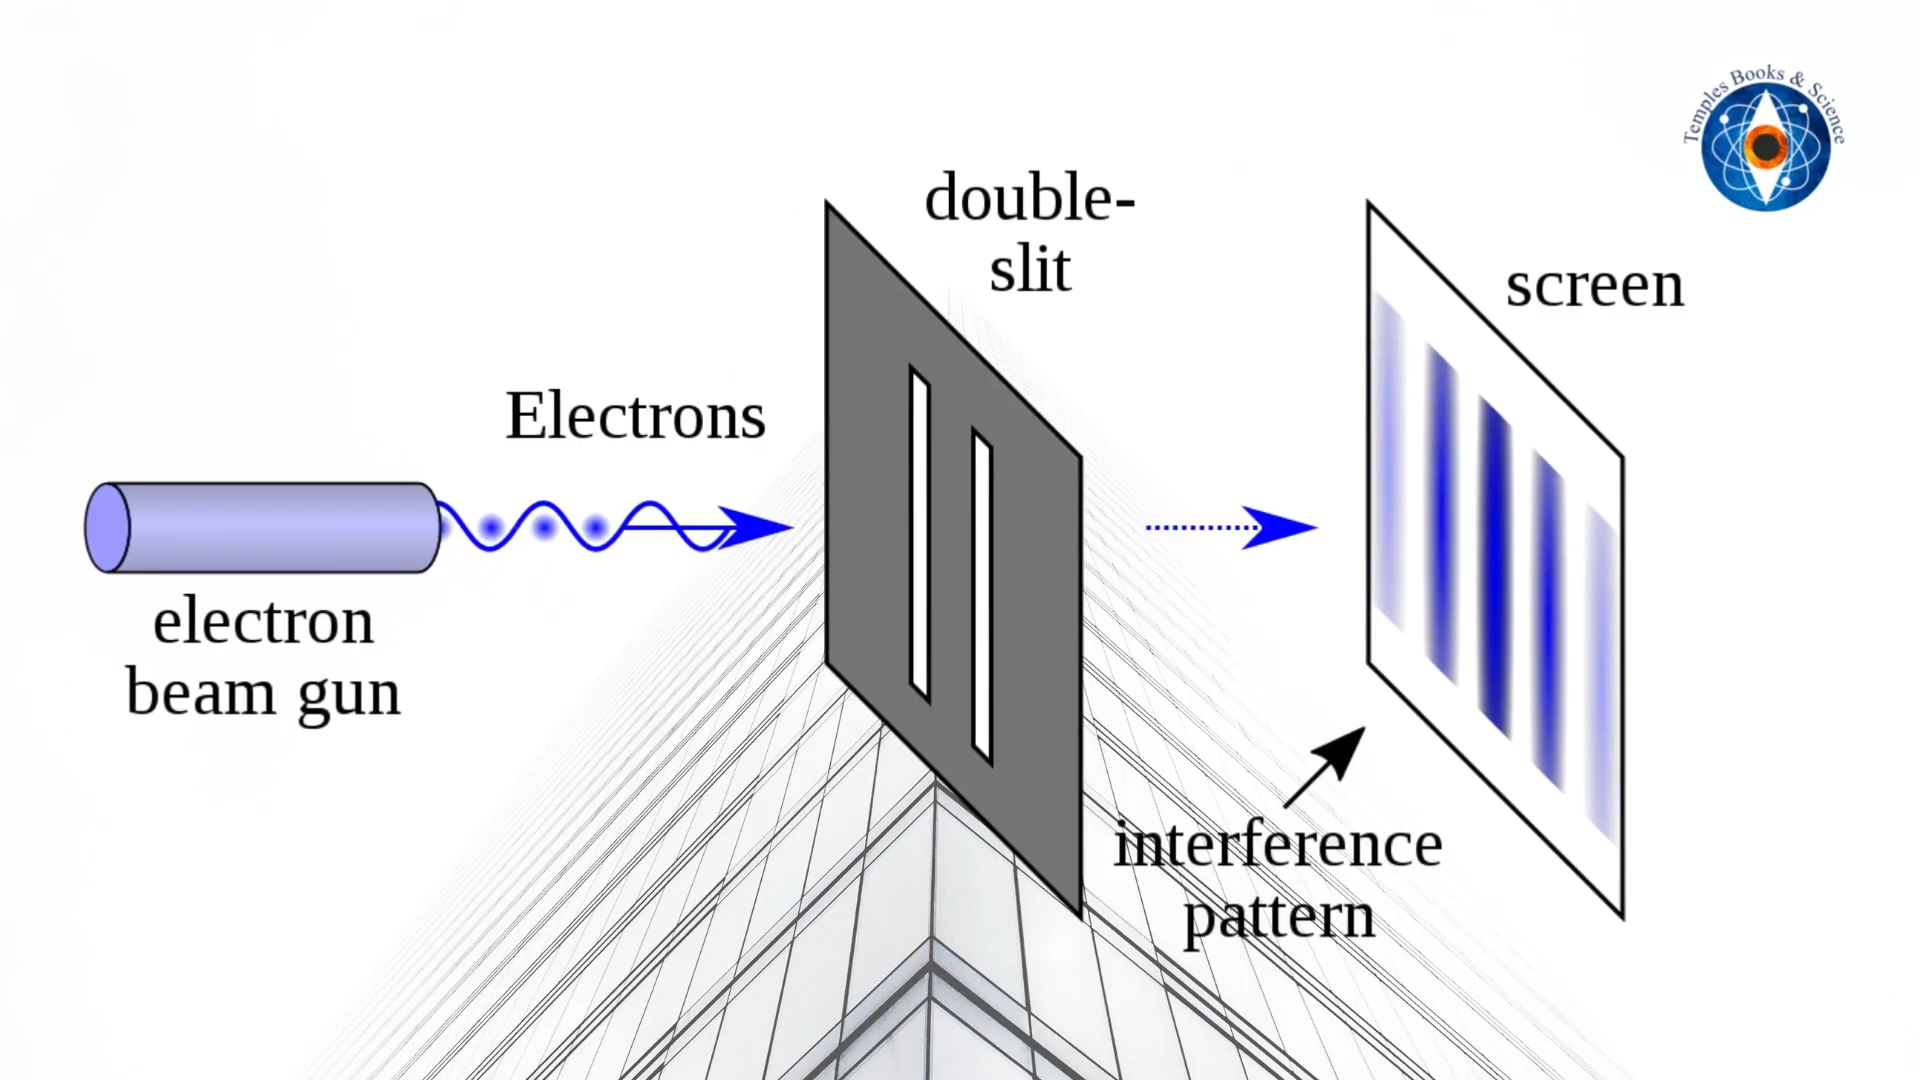 Temples Books & Science
double-
slit
screen
Electrons
electron
beam gun
interference
pattern